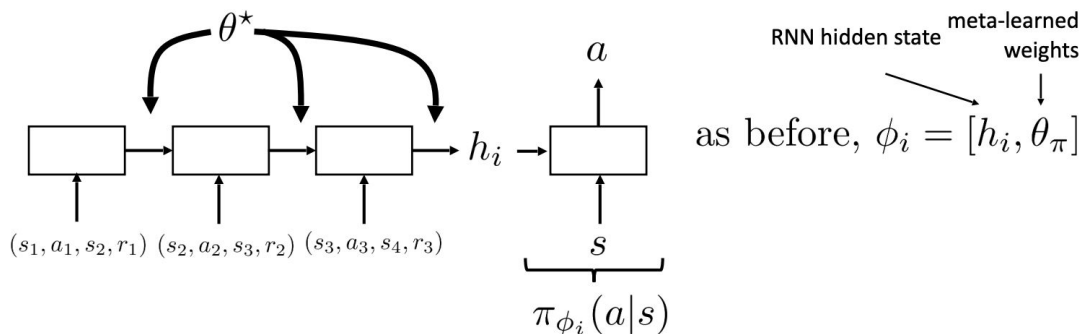 θ*
RNN hidden state
meta-learned
weights
a
h_i
as before, ϕ_i = [h_i, θ_π]
(s_1, a_1, s_2, r_1) (s_2, a_2, s_3, r_2) (s_3, a_3, s_4, r_3)
s
π_{ϕ_i}(a|s)